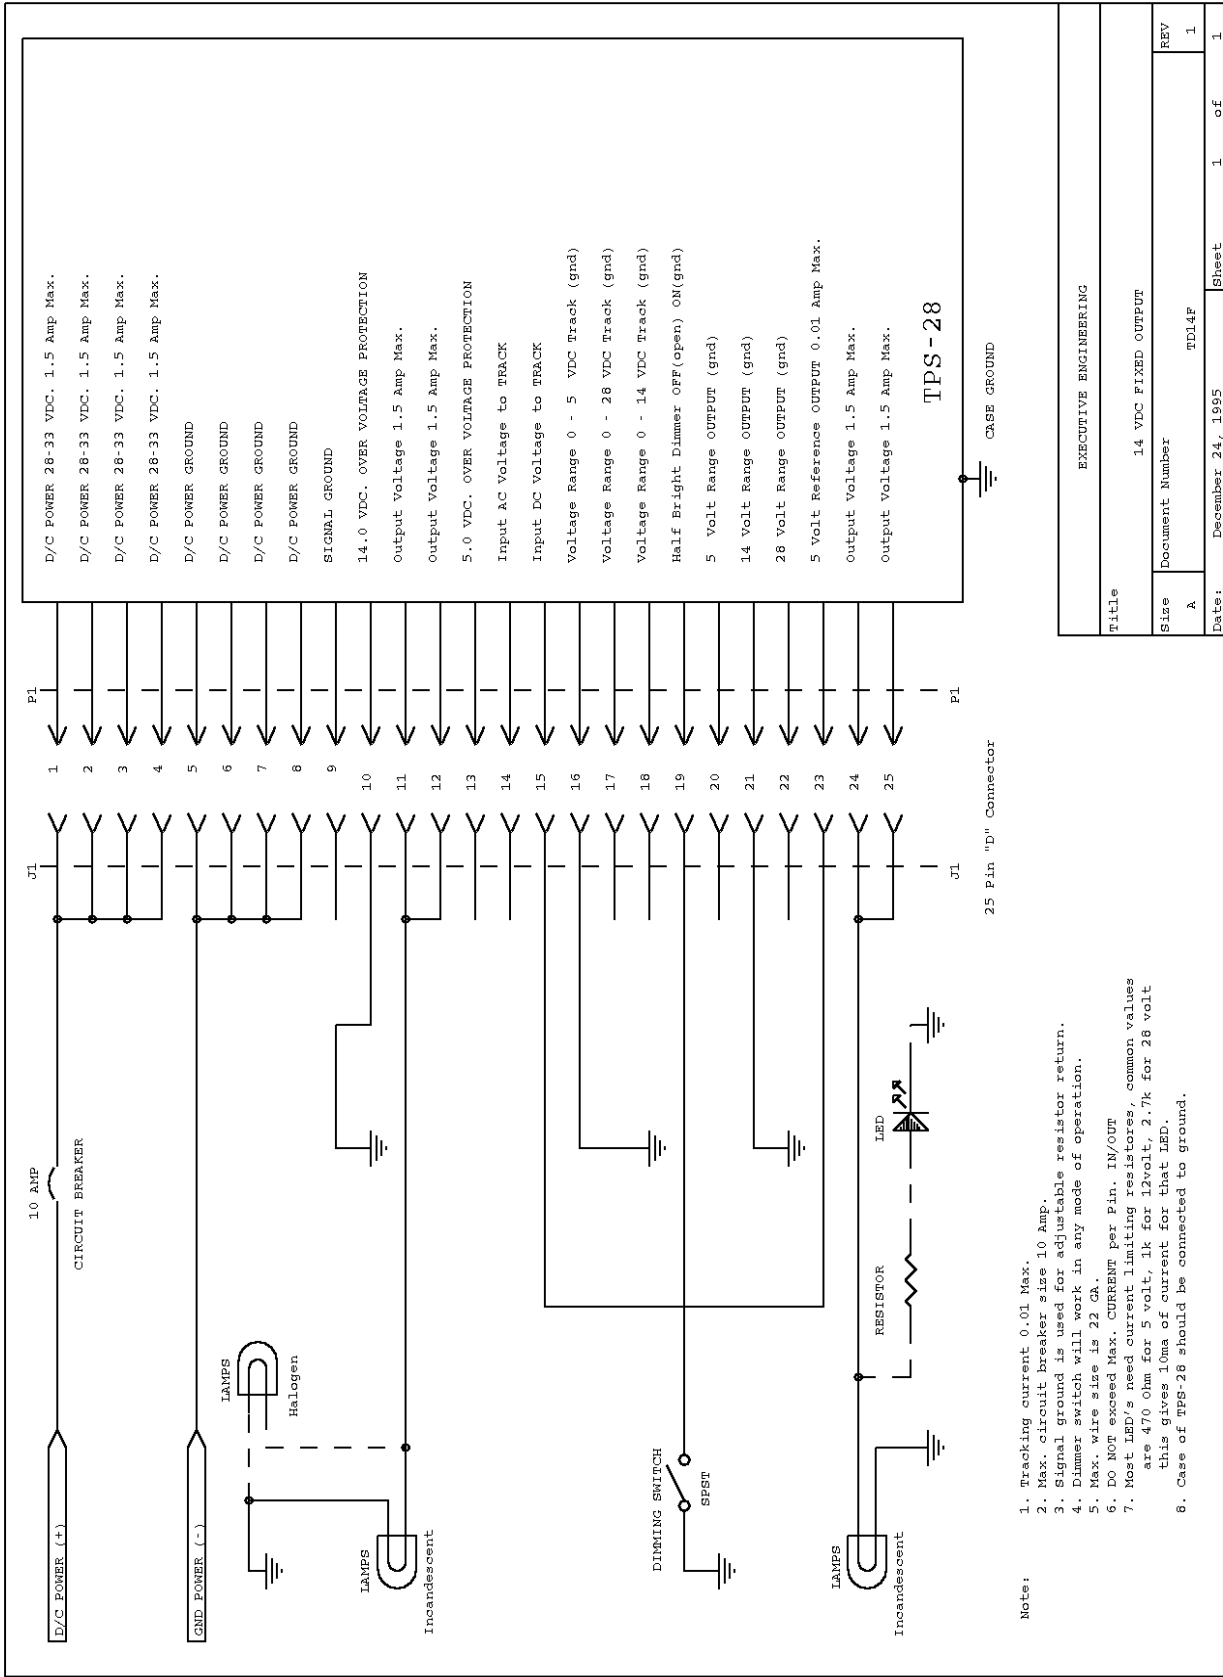 D/C POWER (+)
10 AMP
CIRCUIT BREAKER
GND POWER (-)
LAMPS
Halogen
LAMPS
Incandescent
DIMMING SWITCH
SPST
LAMPS
Incandescent
RESISTOR
LED
J1
J1
P1
P1
25 Pin "D" Connector
1
2
3
4
5
6
7
8
9
10
11
12
13
14
15
16
17
18
19
20
21
22
23
24
25
D/C POWER 28-33 VDC. 1.5 Amp Max.
D/C POWER 28-33 VDC. 1.5 Amp Max.
D/C POWER 28-33 VDC. 1.5 Amp Max.
D/C POWER 28-33 VDC. 1.5 Amp Max.
D/C POWER GROUND
D/C POWER GROUND
D/C POWER GROUND
D/C POWER GROUND
SIGNAL GROUND
14.0 VDC. OVER VOLTAGE PROTECTION
Output Voltage 1.5 Amp Max.
Output Voltage 1.5 Amp Max.
5.0 VDC. OVER VOLTAGE PROTECTION
Input AC Voltage to TRACK
Input DC Voltage to TRACK
Voltage Range 0 - 5 VDC Track (gnd)
Voltage Range 0 - 28 VDC Track (gnd)
Voltage Range 0 - 14 VDC Track (gnd)
Half Bright Dimmer OFF(open) ON(gnd)
5 Volt Range OUTPUT (gnd)
14 Volt Range OUTPUT (gnd)
28 Volt Range OUTPUT (gnd)
5 Volt Reference OUTPUT 0.01 Amp Max.
Output Voltage 1.5 Amp Max.
Output Voltage 1.5 Amp Max.
TPS-28
CASE GROUND
Note:
1. Tracking current 0.01 Max.
2. Max. circuit breaker size 10 Amp.
3. Signal ground is used for adjustable resistor return.
4. Dimmer switch will work in any mode of operation.
5. Max. wire size is 22 GA.
6. DO NOT exceed Max. CURRENT per Pin. IN/OUT
7. Most LED's need current limiting resistores, common values
are 470 Ohm for 5 volt, 1k for 12volt, 2.7k for 28 volt
this gives 10ma of current for that LED.
8. Case of TPS-28 should be connected to ground.
EXECUTIVE ENGINEERING
Title
14 VDC FIXED OUTPUT
Size Document Number REV
A TD14F 1
Date: December 24, 1995 Sheet 1 of 1